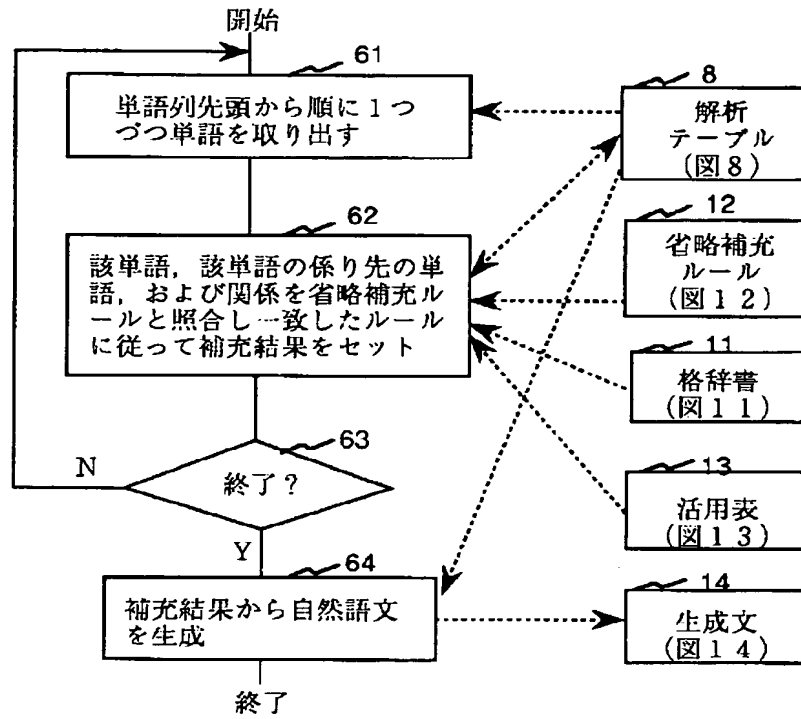 開始
61
単語列先頭から順に1つ
づつ単語を取り出す
62
該単語，該単語の係り先の単
語，および関係を省略補充ル
ールと照合し一致したルール
に従って補充結果をセット
63
終了？
N
Y
64
補充結果から自然語文
を生成
終了
8
解析
テーブル
(図8)
12
省略補充
ルール
(図12)
11
格辞書
(図11)
13
活用表
(図13)
14
生成文
(図14)